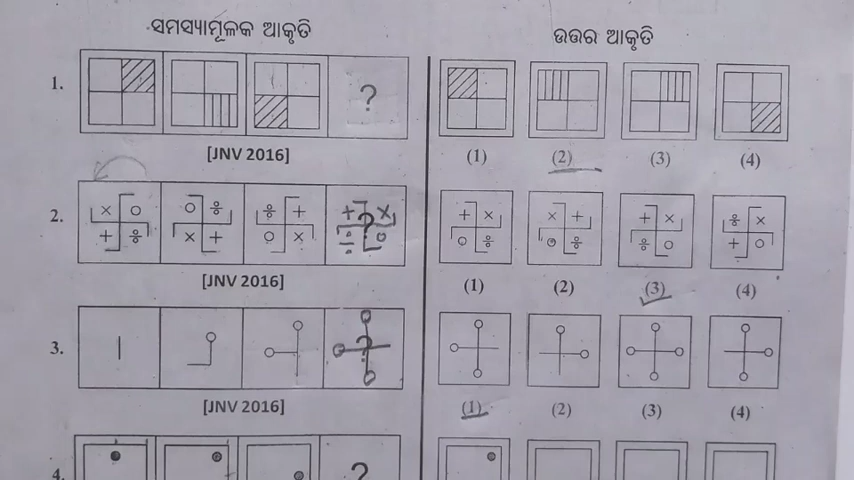 ସମସ୍ୟାମୂଳକ ଆକୃତି
ଉତ୍ତର ଆକୃତି
1.
?
[JNV 2016]
(1) (2) (3) (4)
2.
× ○ + ÷
○ ÷ × +
÷ + ○ ×
+ × ÷ ○ ?
[JNV 2016]
+ × ○ ÷
× + ○ ÷
+ × ÷ ○
÷ × + ○
(1) (2) (3) (4)
3.
?
[JNV 2016]
(1) (2) (3) (4)
4.
?